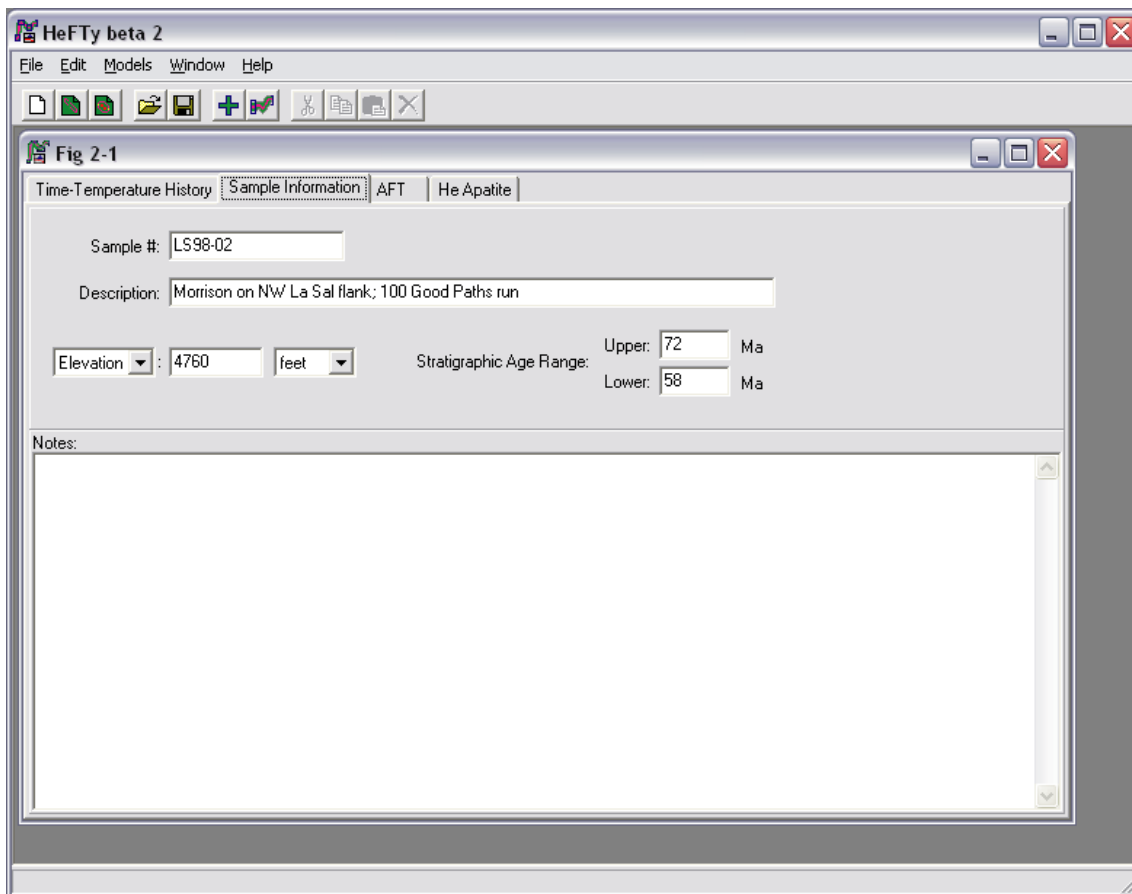 HeFTy beta 2
File Edit Models Window Help
Fig 2-1
Time-Temperature History Sample Information AFT He Apatite
Sample #: LS98-02
Description: Morrison on NW La Sal flank; 100 Good Paths run
Elevation : 4760 feet Stratigraphic Age Range: Upper: 72 Ma
Lower: 58 Ma
Notes: